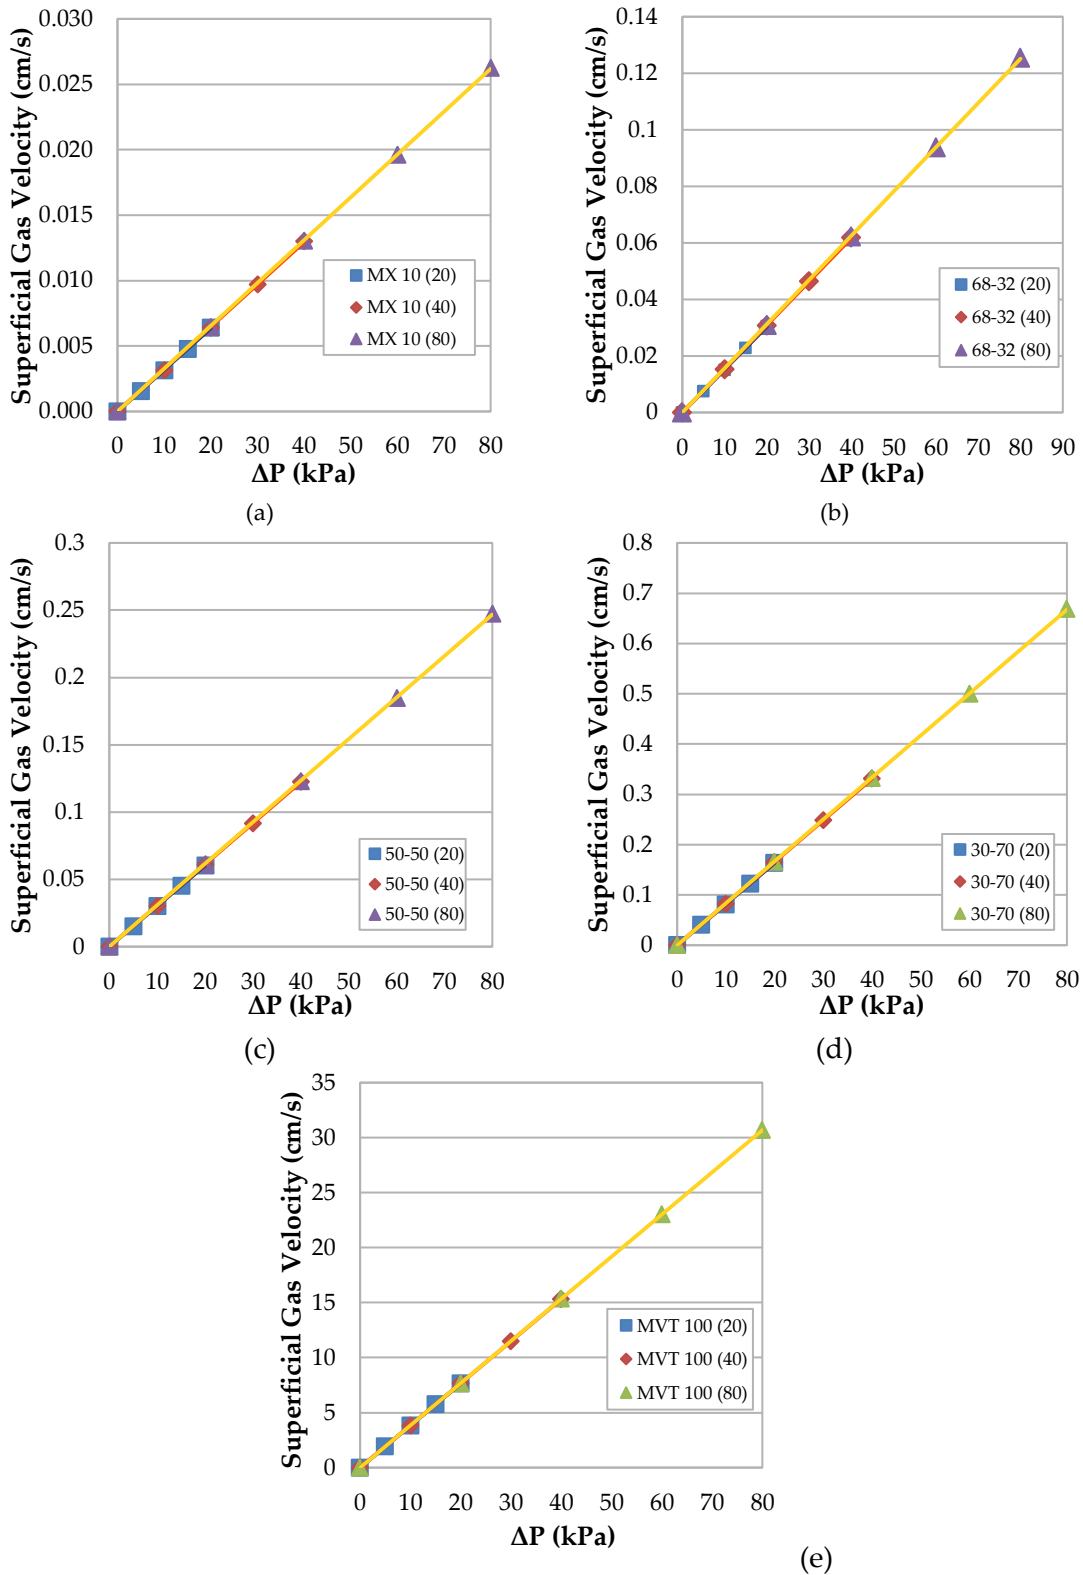 Superficial Gas Velocity (cm/s)
0.030
0.025
0.020
0.015
0.010
0.005
0.000
MX 10 (20)
MX 10 (40)
MX 10 (80)
0 10 20 30 40 50 60 70 80
ΔP (kPa)
(a)
Superficial Gas Velocity (cm/s)
0.14
0.12
0.1
0.08
0.06
0.04
0.02
0
68-32 (20)
68-32 (40)
68-32 (80)
0 10 20 30 40 50 60 70 80 90
ΔP (kPa)
(b)
Superficial Gas Velocity (cm/s)
0.3
0.25
0.2
0.15
0.1
0.05
0
50-50 (20)
50-50 (40)
50-50 (80)
0 10 20 30 40 50 60 70 80
ΔP (kPa)
(c)
Superficial Gas Velocity (cm/s)
0.8
0.7
0.6
0.5
0.4
0.3
0.2
0.1
0
30-70 (20)
30-70 (40)
30-70 (80)
0 10 20 30 40 50 60 70 80
ΔP (kPa)
(d)
Superficial Gas Velocity (cm/s)
35
30
25
20
15
10
5
0
MVT 100 (20)
MVT 100 (40)
MVT 100 (80)
0 10 20 30 40 50 60 70 80
ΔP (kPa)
(e)